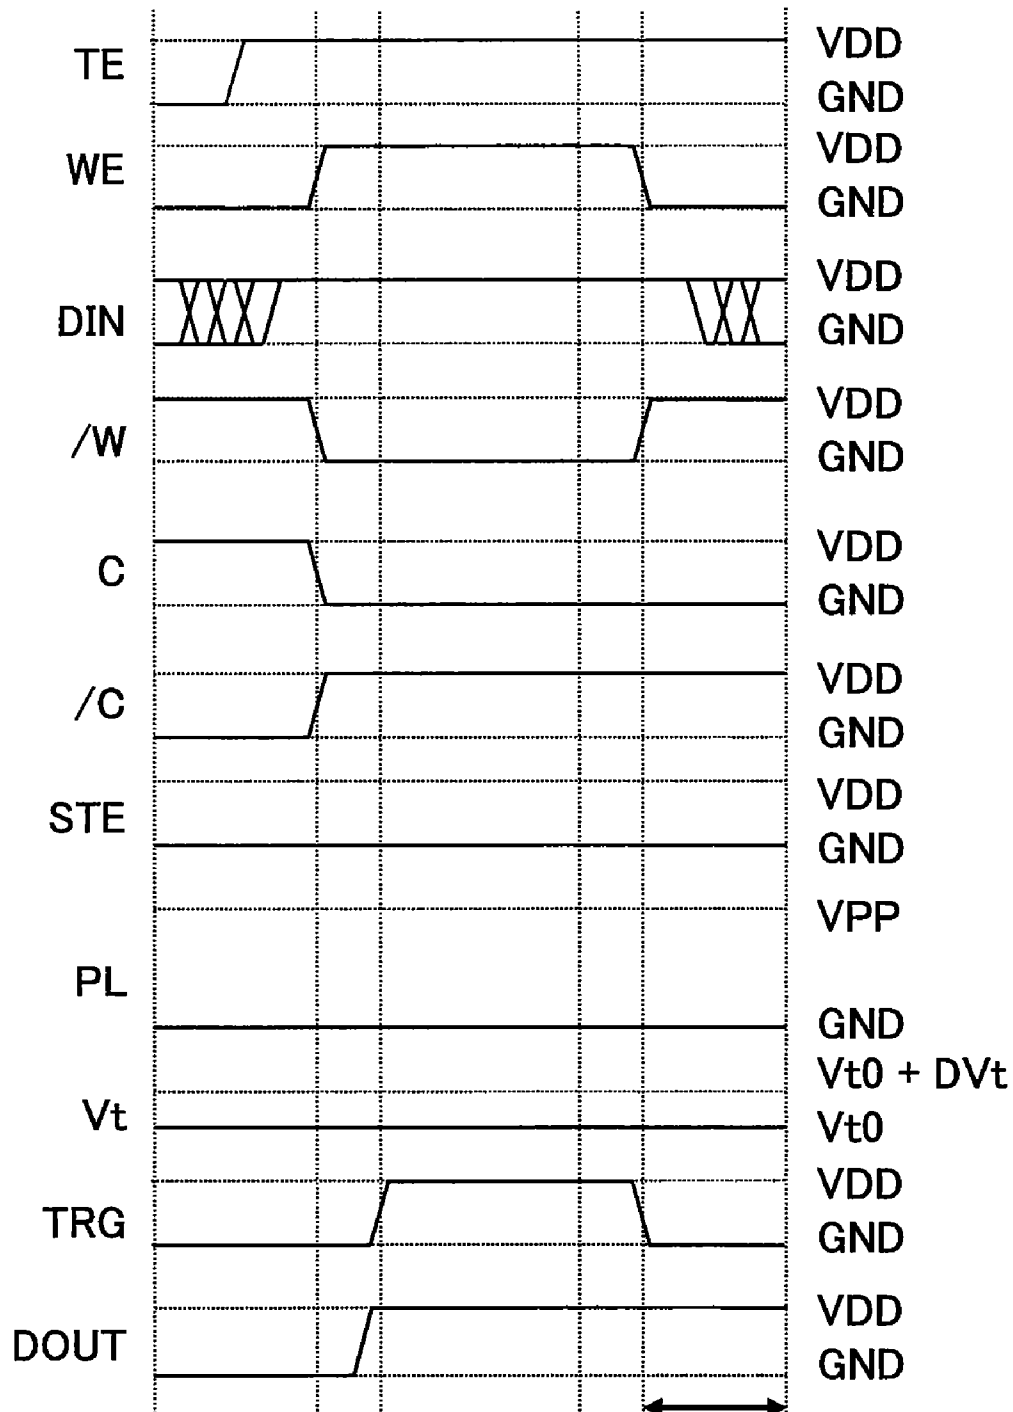 TE VDD
GND
WE VDD
GND
DIN VDD
GND
/W VDD
GND
C VDD
GND
/C VDD
GND
STE VDD
GND
PL VPP
GND
Vt Vt0 + DVt
Vt0
TRG VDD
GND
DOUT VDD
GND